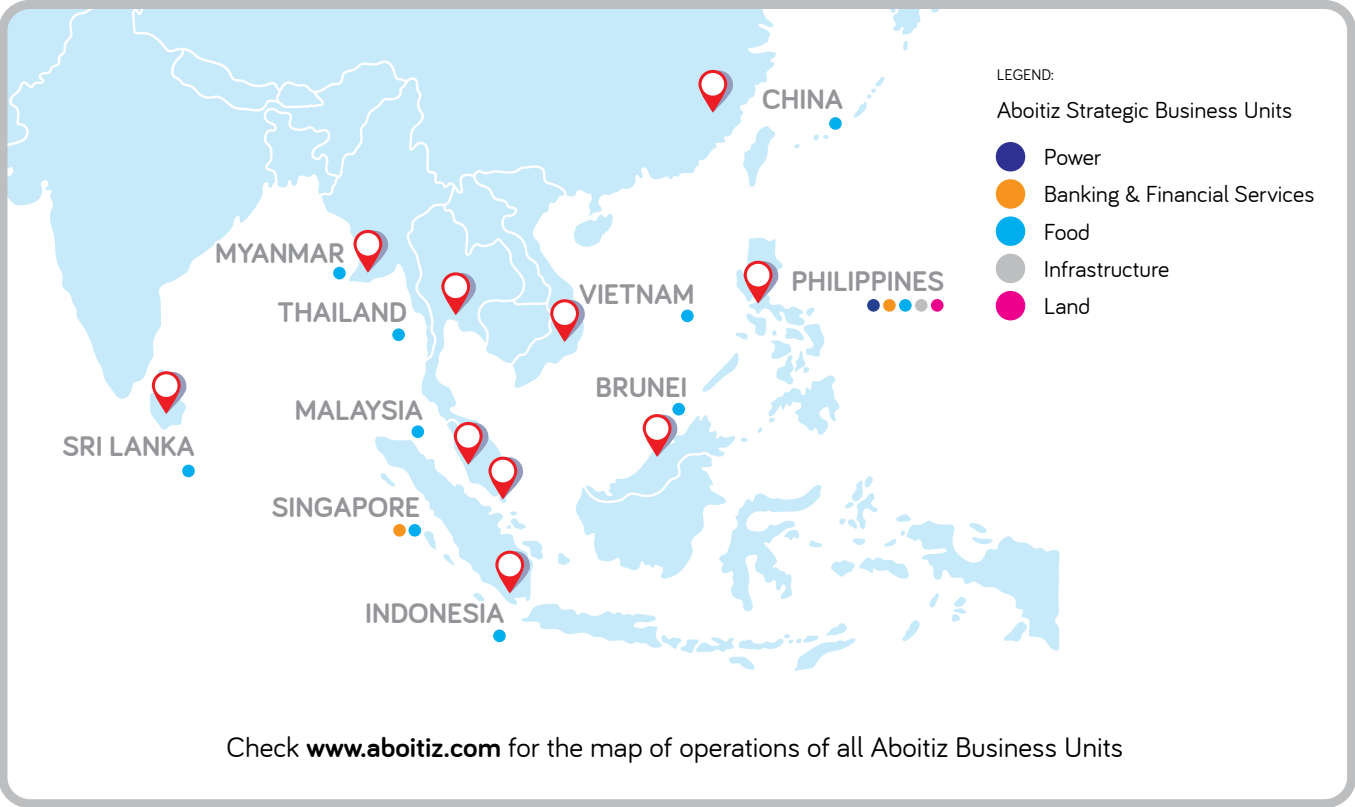 CHINA
LEGEND:
Aboitiz Strategic Business Units
Power
Banking & Financial Services
Food
Infrastructure
Land
MYANMAR
THAILAND
VIETNAM
PHILIPPINES
BRUNEI
MALAYSIA
SRI LANKA
SINGAPORE
INDONESIA
Check www.aboitiz.com for the map of operations of all Aboitiz Business Units